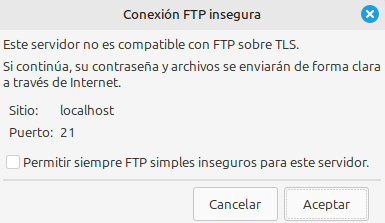 Conexión FTP insegura
Este servidor no es compatible con FTP sobre TLS.
Si continúa, su contraseña y archivos se enviarán de forma clara
a través de Internet.
Sitio: localhost
Puerto: 21
Permitir siempre FTP simples inseguros para este servidor.
Cancelar Aceptar